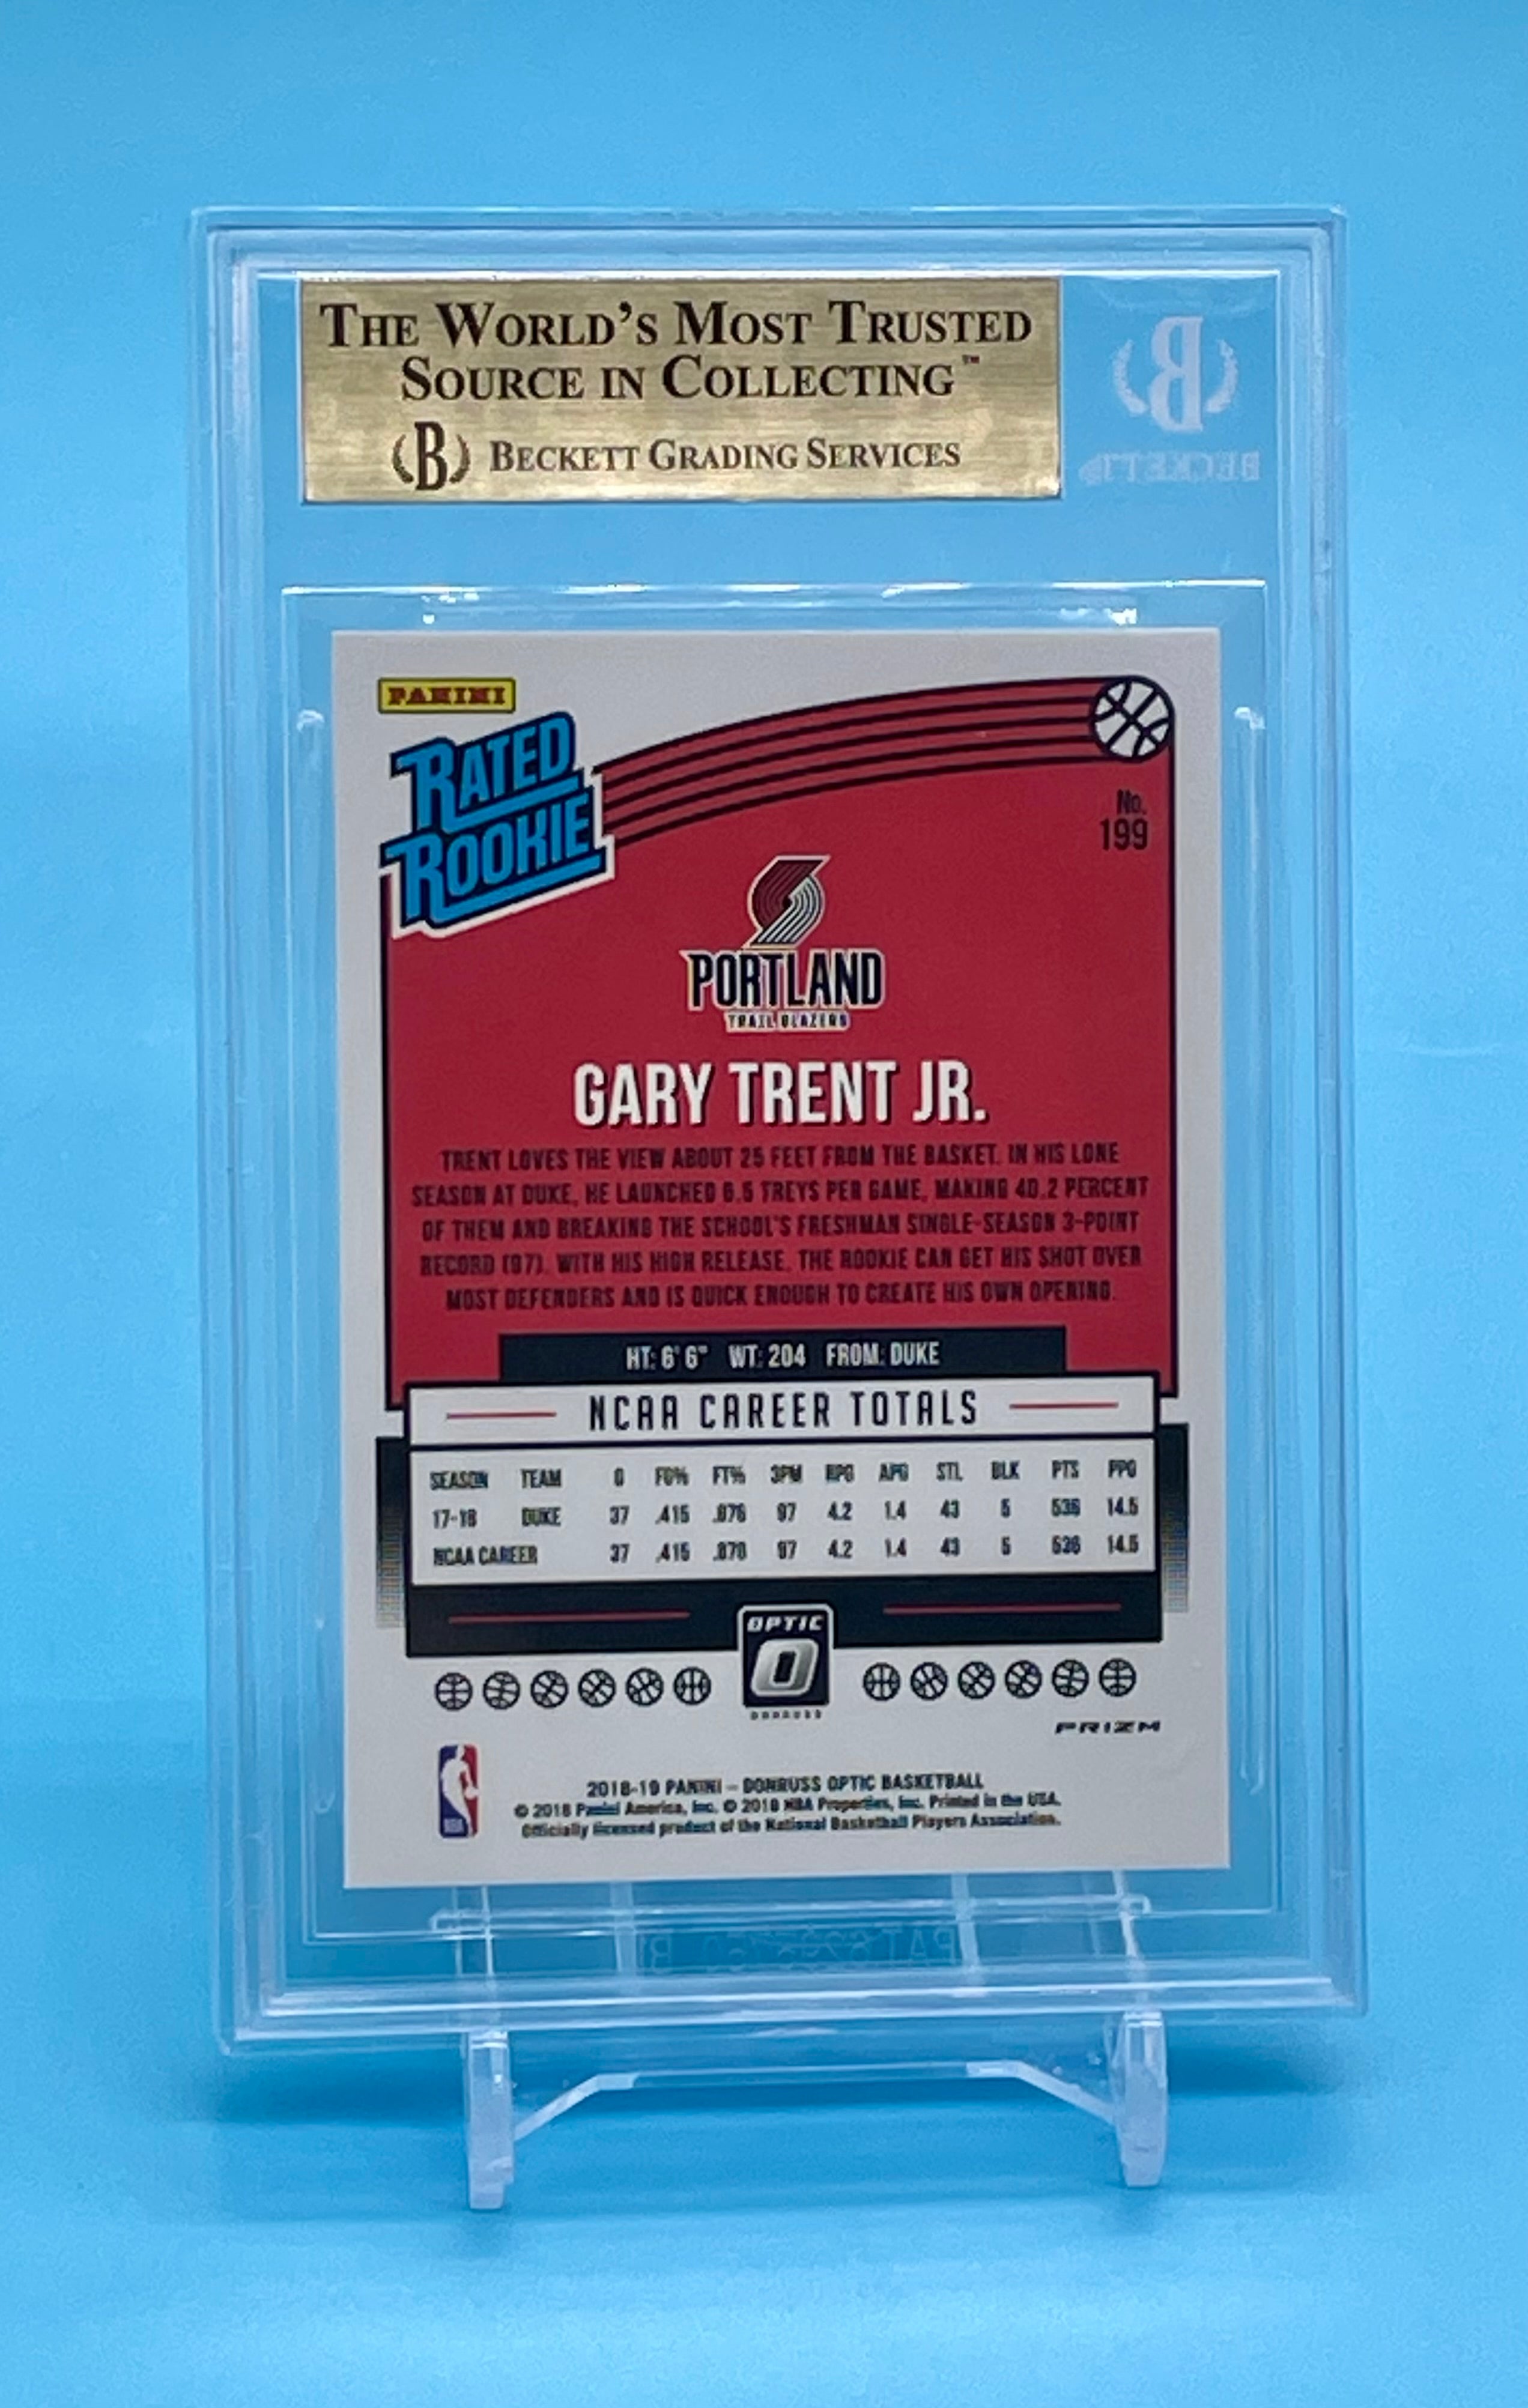 THE WORLD'S MOST TRUSTED
SOURCE IN COLLECTING™
B BECKETT GRADING SERVICES
B
BECKETT
PANINI
RATED
ROOKIE
No.
199
PORTLAND
TRAIL BLAZERS
GARY TRENT JR.
TRENT LOVES THE VIEW ABOUT 25 FEET FROM THE BASKET. IN HIS LONE
SEASON AT DUKE, HE LAUNCHED 6.5 TREYS PER GAME, MAKING 40.2 PERCENT
OF THEM AND BREAKING THE SCHOOL'S FRESHMAN SINGLE-SEASON 3-POINT
RECORD (97). WITH HIS HIGH RELEASE, THE ROOKIE CAN GET HIS SHOT OVER
MOST DEFENDERS AND IS QUICK ENOUGH TO CREATE HIS OWN OPENING.
HT: 6' 6" WT: 204 FROM: DUKE
NCAA CAREER TOTALS
SEASON TEAM G FG% FT% 3PM RPG APG STL BLK PTS PPG
17-18 DUKE 37 .415 .876 97 4.2 1.4 43 5 536 14.5
NCAA CAREER 37 .415 .876 97 4.2 1.4 43 5 536 14.5
OPTIC
O
DONRUSS
PRIZM
NBA
2018-19 PANINI – DONRUSS OPTIC BASKETBALL
© 2018 Panini America, Inc. © 2018 NBA Properties, Inc. Printed in the USA.
Officially licensed product of the National Basketball Players Association.